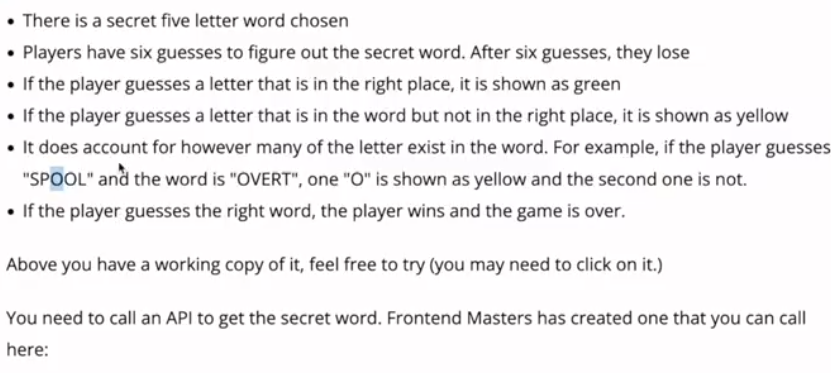 • There is a secret five letter word chosen
• Players have six guesses to figure out the secret word. After six guesses, they lose
• If the player guesses a letter that is in the right place, it is shown as green
• If the player guesses a letter that is in the word but not in the right place, it is shown as yellow
• It does account for however many of the letter exist in the word. For example, if the player guesses
"SPOOL" and the word is "OVERT", one "O" is shown as yellow and the second one is not.
• If the player guesses the right word, the player wins and the game is over.
Above you have a working copy of it, feel free to try (you may need to click on it.)
You need to call an API to get the secret word. Frontend Masters has created one that you can call
here: